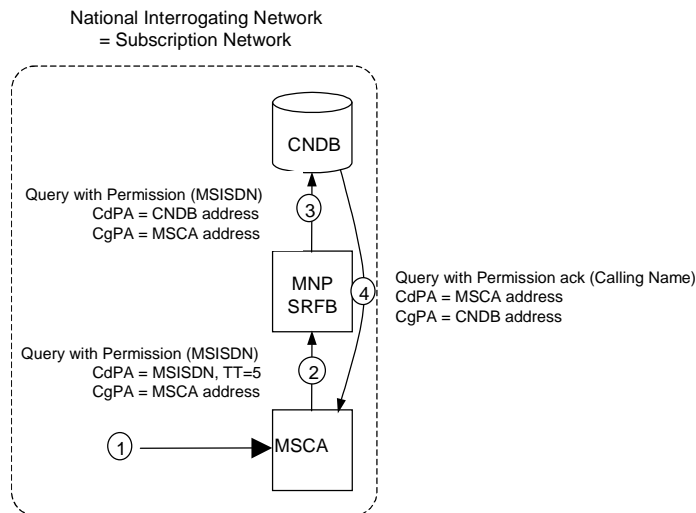 National Interrogating Network
= Subscription Network
CNDB
Query with Permission (MSISDN)
CdPA = CNDB address
CgPA = MSCA address
3
MNP
SRFB
4
Query with Permission ack (Calling Name)
CdPA = MSCA address
CgPA = CNDB address
Query with Permission (MSISDN)
CdPA = MSISDN, TT=5
CgPA = MSCA address
2
1
MSCA